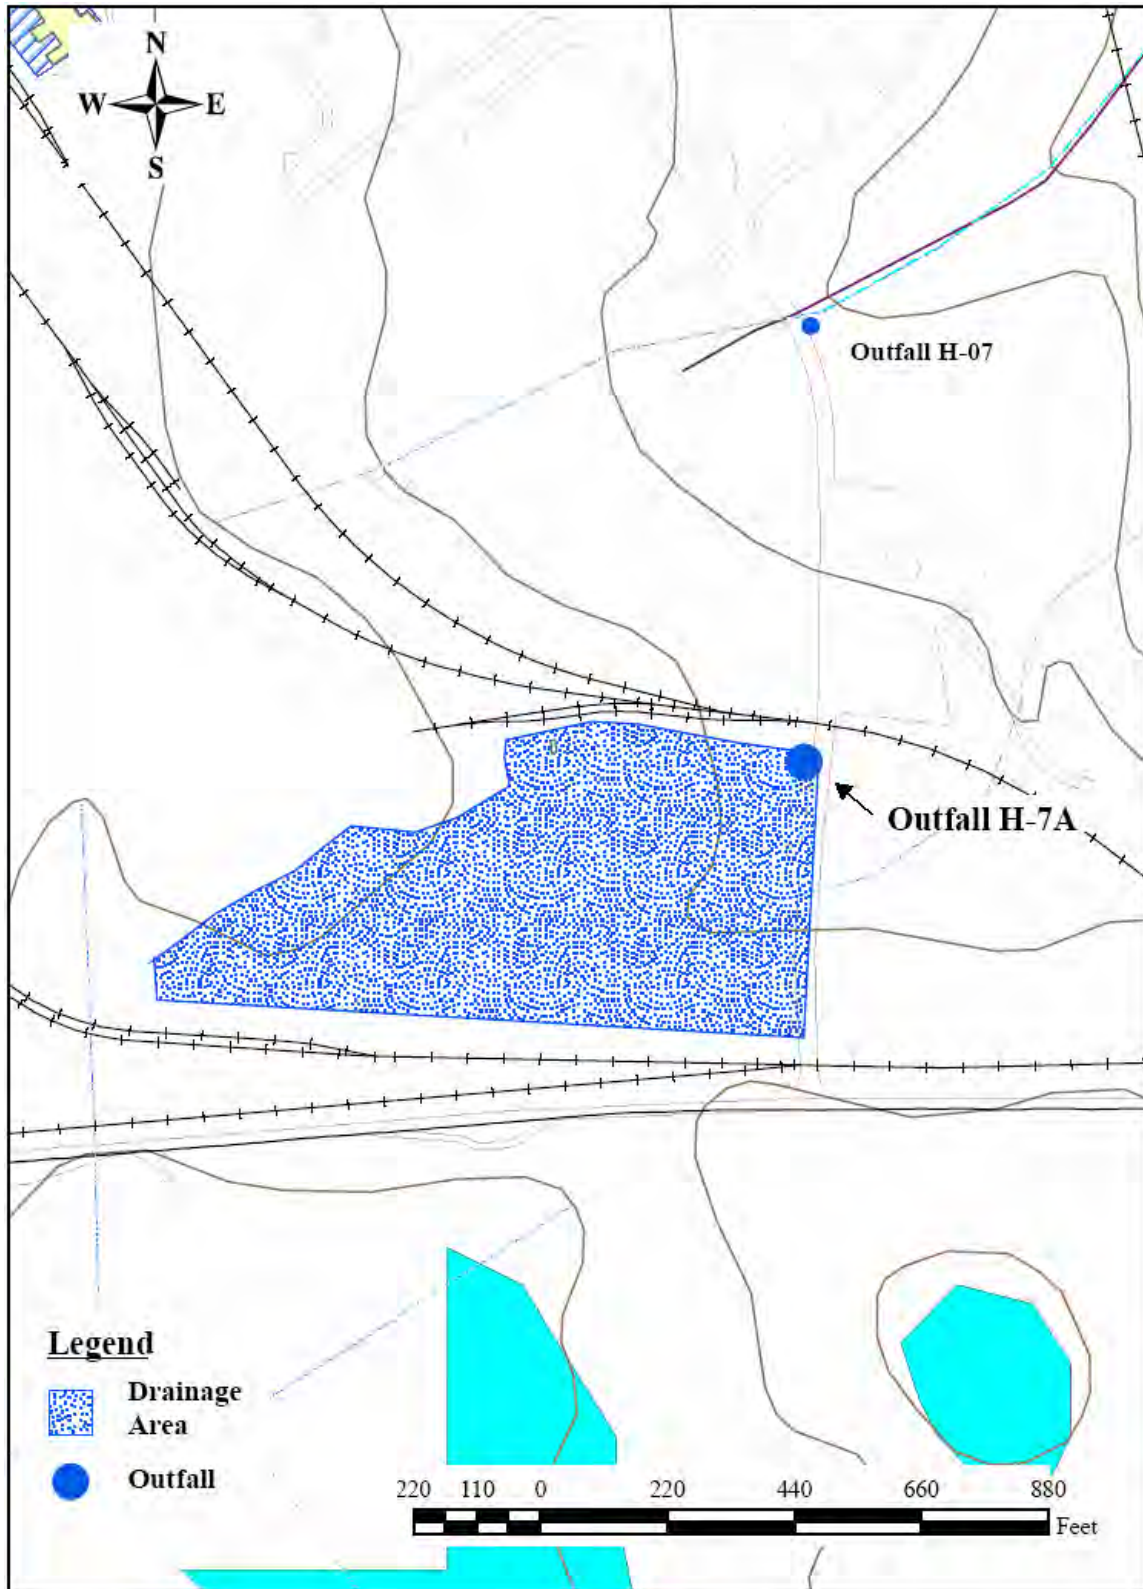 N
W E
S
Outfall H-07
Outfall H-7A
Legend
Drainage
Area
Outfall
220 110 0 220 440 660 880
Feet